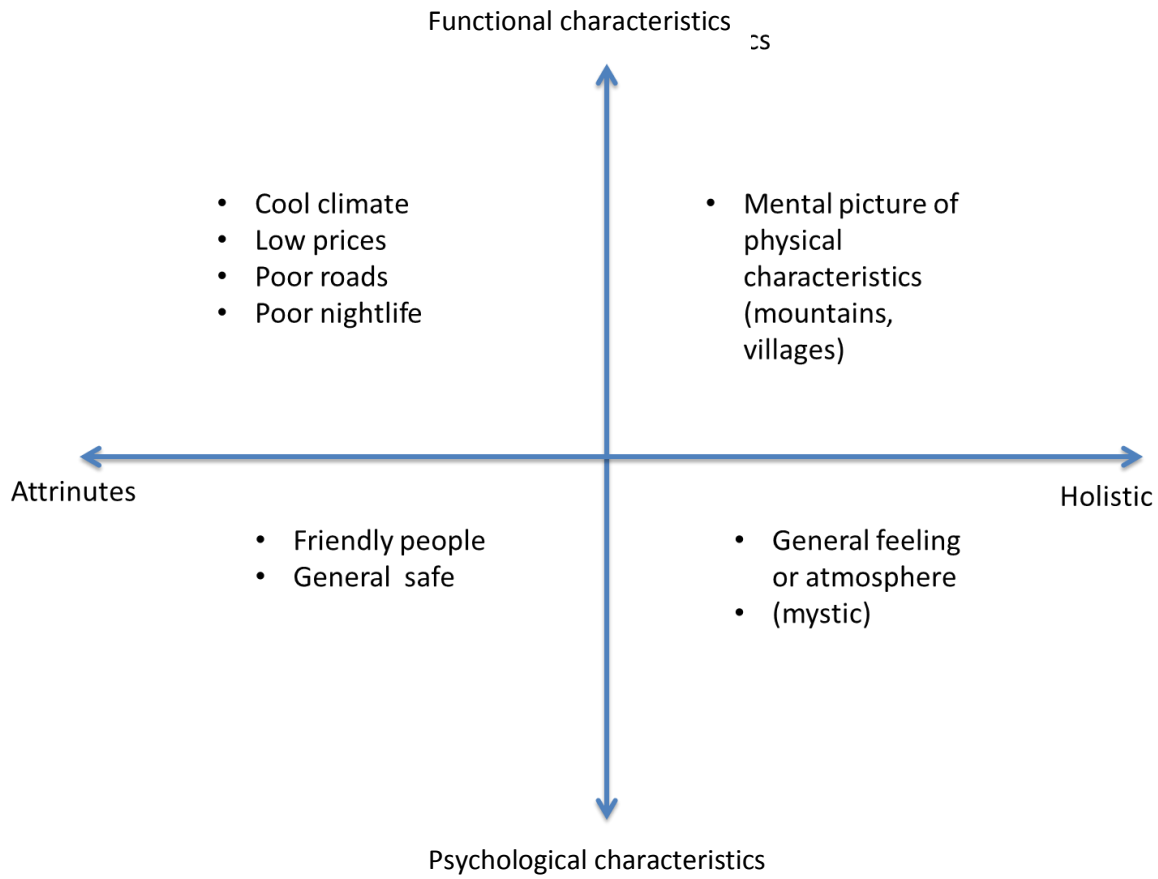 Functional characteristics
cs
• Cool climate
• Low prices
• Poor roads
• Poor nightlife
• Mental picture of
physical
characteristics
(mountains,
villages)
Attrinutes
Holistic
• Friendly people
• General  safe
• General feeling
or atmosphere
• (mystic)
Psychological characteristics